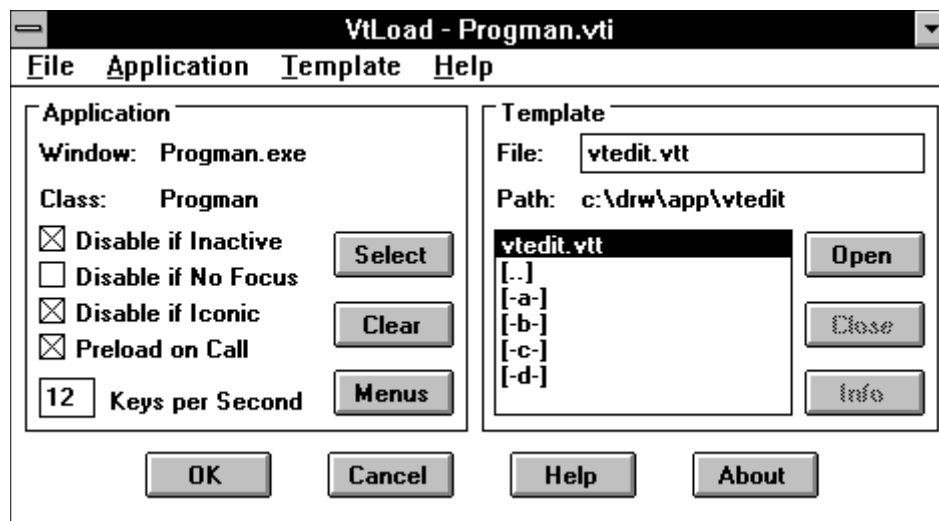 VtLoad - Progman.vti
File Application Template Help
Application
Window: Progman.exe
Class: Progman
Disable if Inactive
Disable if No Focus
Disable if Iconic
Preload on Call
12 Keys per Second
Select
Clear
Menus
Template
File: vtedit.vtt
Path: c:\drw\app\vtedit
vtedit.vtt
[..]
[-a-]
[-b-]
[-c-]
[-d-]
Open
Close
Info
OK Cancel Help About